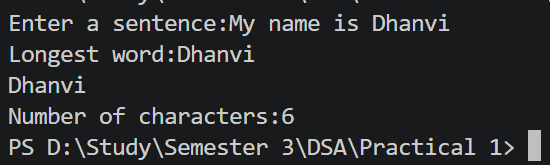 Enter a sentence:My name is Dhanvi
Longest word:Dhanvi
Dhanvi
Number of characters:6
PS D:\Study\Semester 3\DSA\Practical 1>